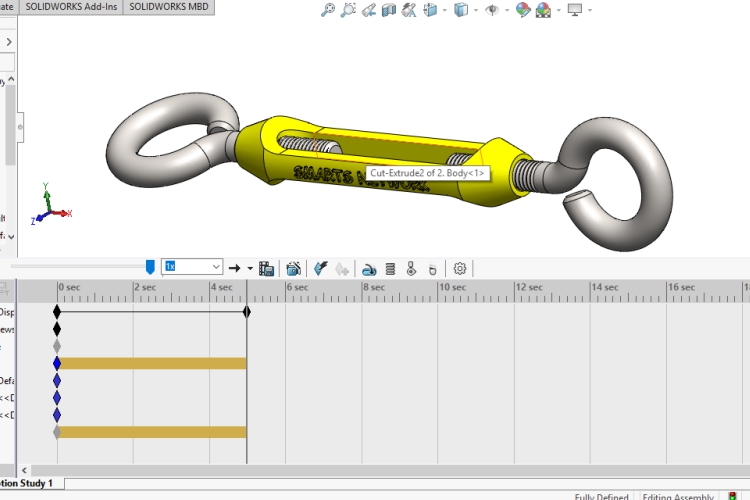 ate SOLIDWORKS Add-Ins SOLIDWORKS MBD
SMARTS NETWORK
Cut-Extrude2 of 2. Body<1>
Y
Z X
1x
0 sec 2 sec 4 sec 6 sec 8 sec 10 sec 12 sec 14 sec 16 sec 18
Disp
iews
Defa
<<D
<<D
otion Study 1
Fully Defined Editing Assembly